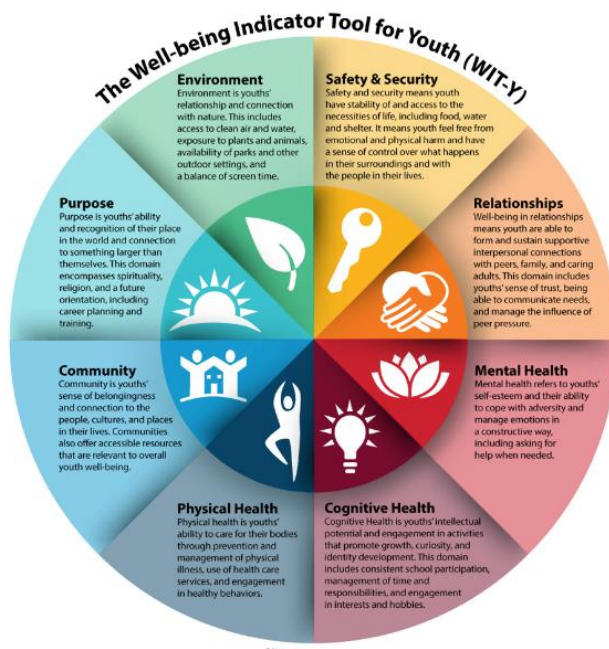 The Well-being Indicator Tool for Youth (WIT-Y)
Environment
Environment is youths'
relationship and connection
with nature. This includes
access to clean air and water,
exposure to plants and animals,
availability of parks and other
outdoor settings, and
a balance of screen time.
Safety & Security
Safety and security means youth
have stability of and access to the
necessities of life, including food, water
and shelter. It means youth feel free from
emotional and physical harm and have
a sense of control over what happens
in their surroundings and with
the people in their lives.
Purpose
Purpose is youths' ability
and recognition of their place
in the world and connection
to something larger than
themselves. This domain
encompasses spirituality,
religion, and a future
orientation, including
career planning and
training.
Relationships
Well-being in relationships
means youth are able to
form and sustain supportive
interpersonal connections
with peers, family, and caring
adults. This domain includes
youths' sense of trust, being
able to communicate needs,
and manage the influence of
peer pressure.
Community
Community is youths'
sense of belongingness
and connection to the
people, cultures, and places
in their lives. Communities
also offer accessible resources
that are relevant to overall
youth well-being.
Mental Health
Mental health refers to youths'
self-esteem and their ability
to cope with adversity and
manage emotions in
a constructive way,
including asking for
help when needed.
Physical Health
Physical health is youths'
ability to care for their bodies
through prevention and
management of physical
illness, use of health care
services, and engagement
in healthy behaviors.
Cognitive Health
Cognitive Health is youths' intellectual
potential and engagement in activities
that promote growth, curiosity, and
identity development. This domain
includes consistent school participation,
management of time and
responsibilities, and engagement
in interests and hobbies.